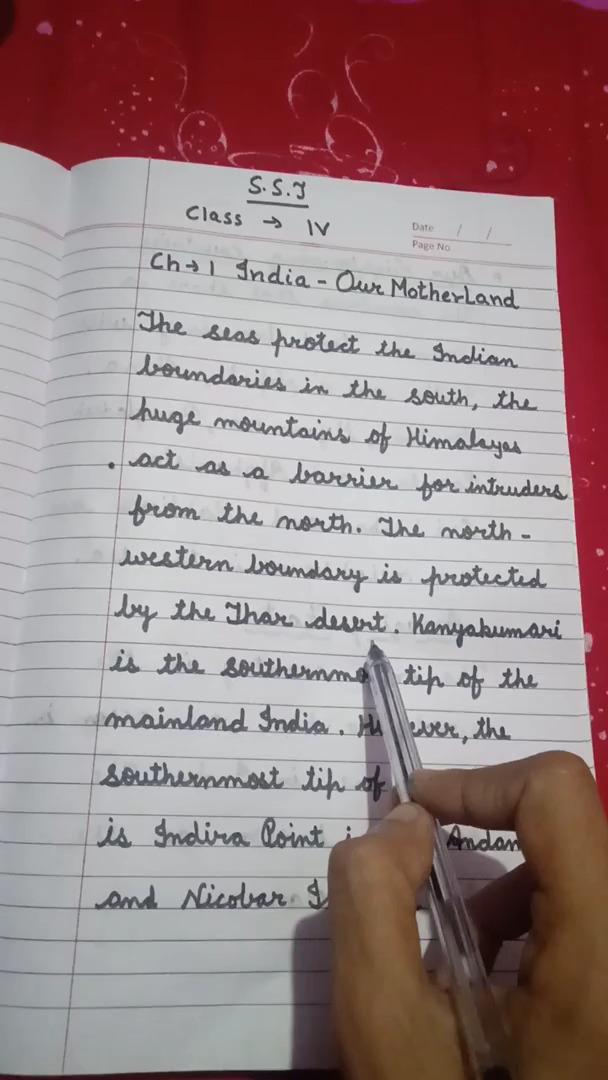 S.S.T
Class → IV
Date / /
Page No
Ch → 1 India - Our MotherLand
The seas protect the Indian
boundaries in the south, the
huge mountains of Himalayas
act as a barrier for intruders
from the north. The north -
western boundary is protected
by the Thar desert. Kanyakumari
is the tip of the
mainland India. the
southernmost tip of
is Indira Point
and Nicobar